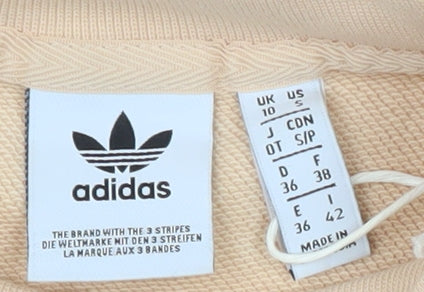 adidas
THE BRAND WITH THE 3 STRIPES
DIE WELTMARKE MIT DEN 3 STREIFEN
LA MARQUE AUX 3 BANDES
UK US
10 S
J CDN
OT S/P
D F
36 38
E I
36 42
MADE IN